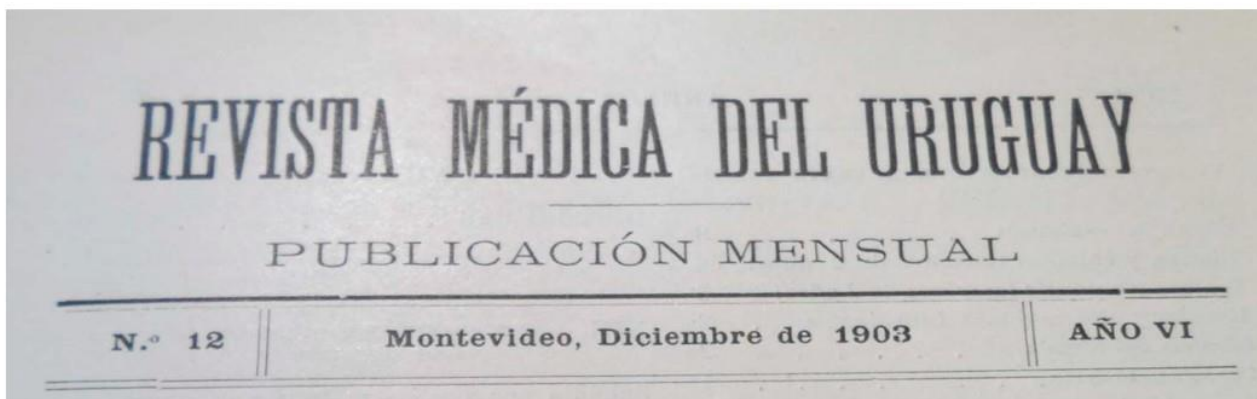 REVISTA MÉDICA DEL URUGUAY
PUBLICACIÓN MENSUAL
N.º 12 Montevideo, Diciembre de 1903 AÑO VI